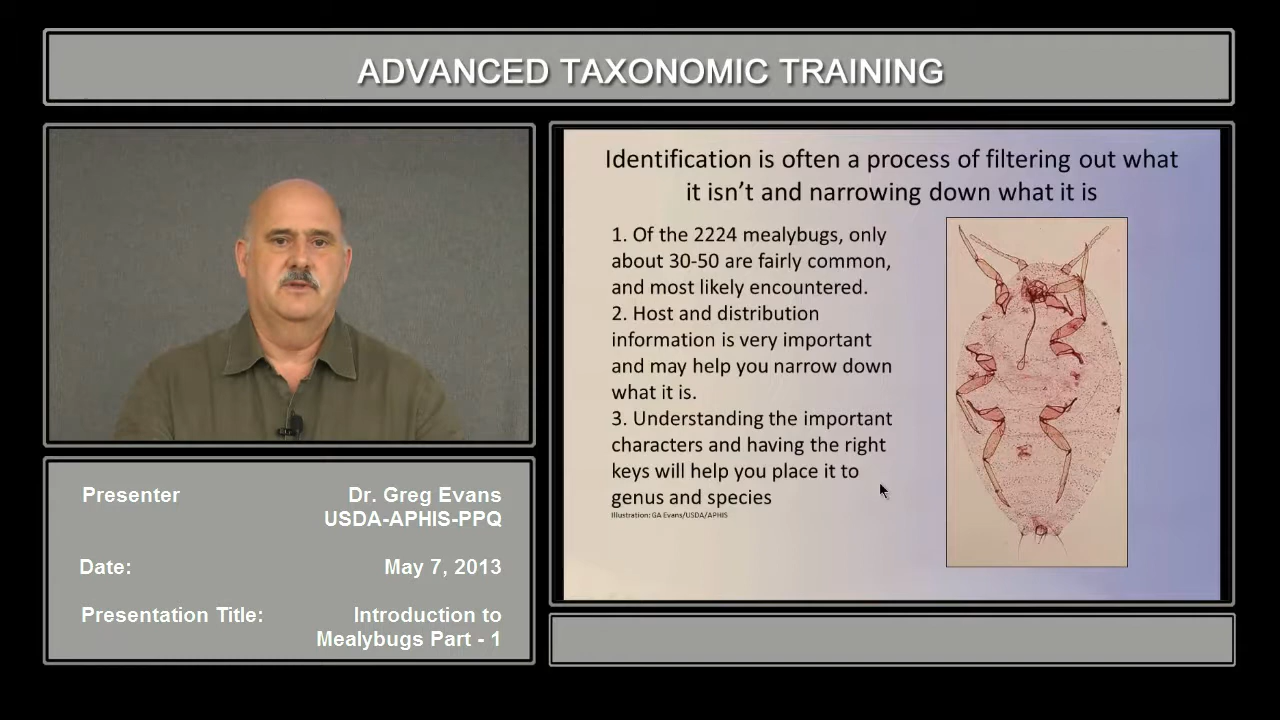 ADVANCED TAXONOMIC TRAINING
Identification is often a process of filtering out what
it isn't and narrowing down what it is
1. Of the 2224 mealybugs, only
about 30-50 are fairly common,
and most likely encountered.
2. Host and distribution
information is very important
and may help you narrow down
what it is.
3. Understanding the important
characters and having the right
keys will help you place it to
genus and species
Illustration: GA Evans/USDA/APHIS
Presenter Dr. Greg Evans
USDA-APHIS-PPQ
Date: May 7, 2013
Presentation Title: Introduction to
Mealybugs Part - 1